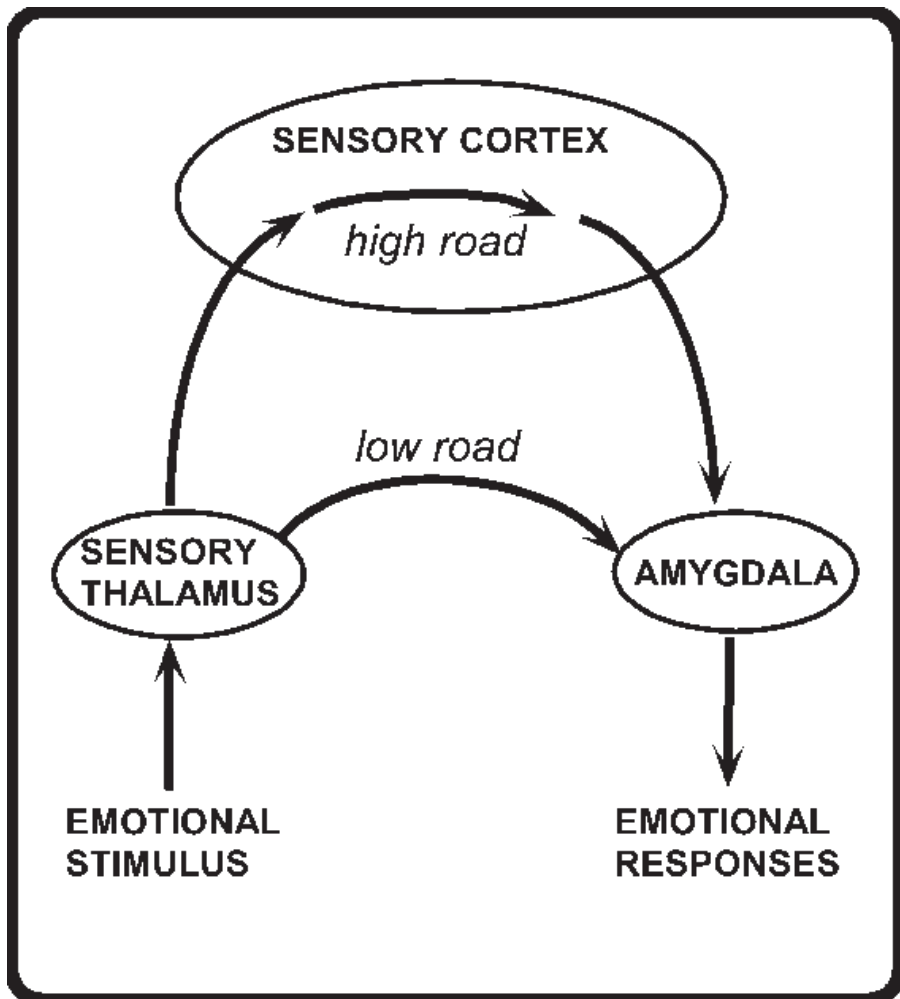 SENSORY CORTEX
high road
low road
SENSORY
THALAMUS
AMYGDALA
EMOTIONAL
STIMULUS
EMOTIONAL
RESPONSES